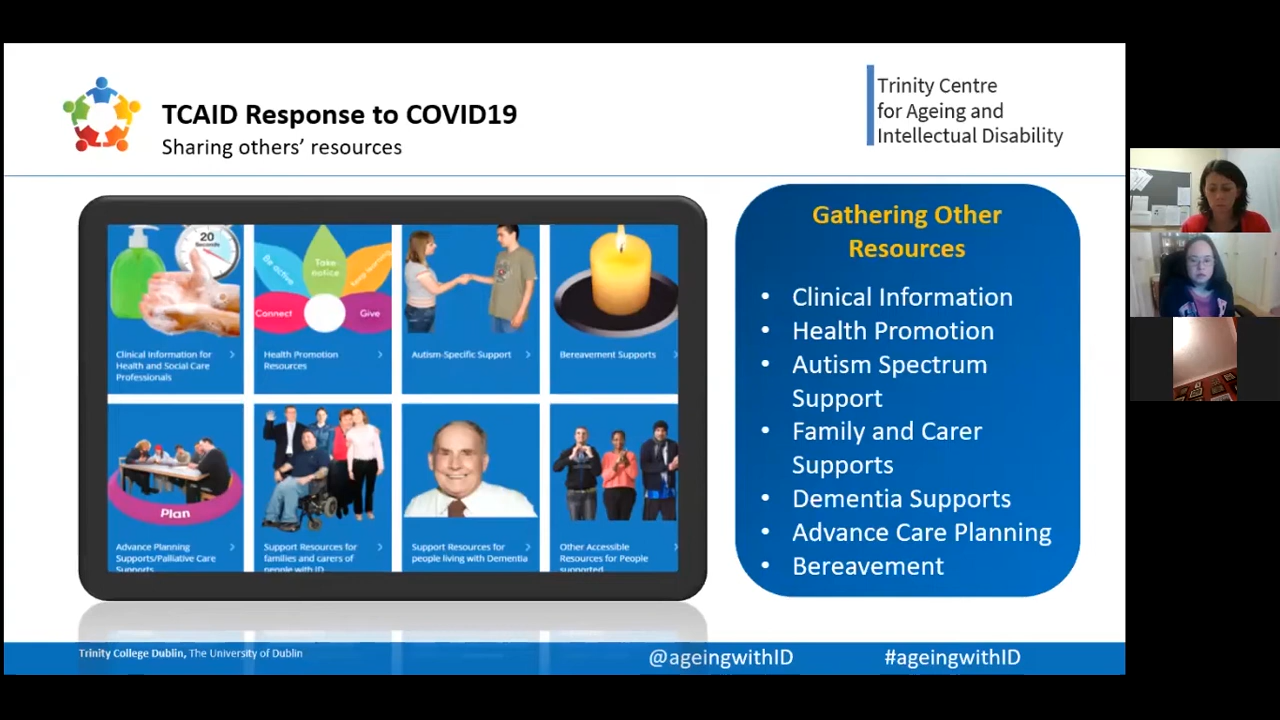 TCAID Response to COVID19
Sharing others' resources
Trinity Centre
for Ageing and
Intellectual Disability
20
Seconds
Be active
Take
notice
Keep learning
Connect
Give
Clinical Information for
Health and Social Care
Professionals
Health Promotion
Resources
Autism-Specific Support
Bereavement Supports
Plan
Advance Planning
Supports/Palliative Care
Supports
Support Resources for
families and carers of
people with ID
Support Resources for
people living with Dementia
Other Accessible
Resources for People
supported
Gathering Other
Resources
• Clinical Information
• Health Promotion
• Autism Spectrum
Support
• Family and Carer
Supports
• Dementia Supports
• Advance Care Planning
• Bereavement
Trinity College Dublin, The University of Dublin
@ageingwithID
#ageingwithID